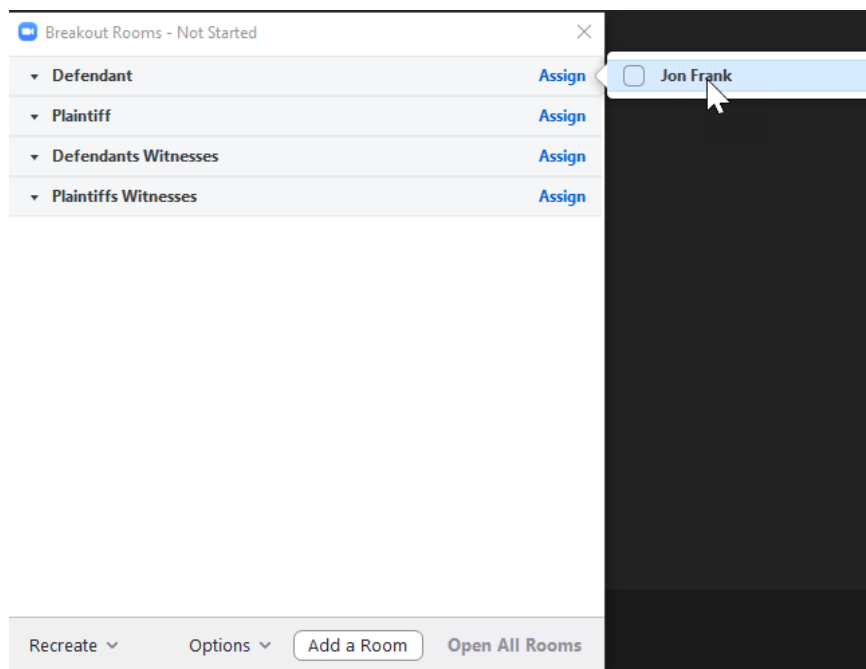 Breakout Rooms - Not Started
Defendant Assign Jon Frank
Plaintiff Assign
Defendants Witnesses Assign
Plaintiffs Witnesses Assign
Recreate Options Add a Room Open All Rooms